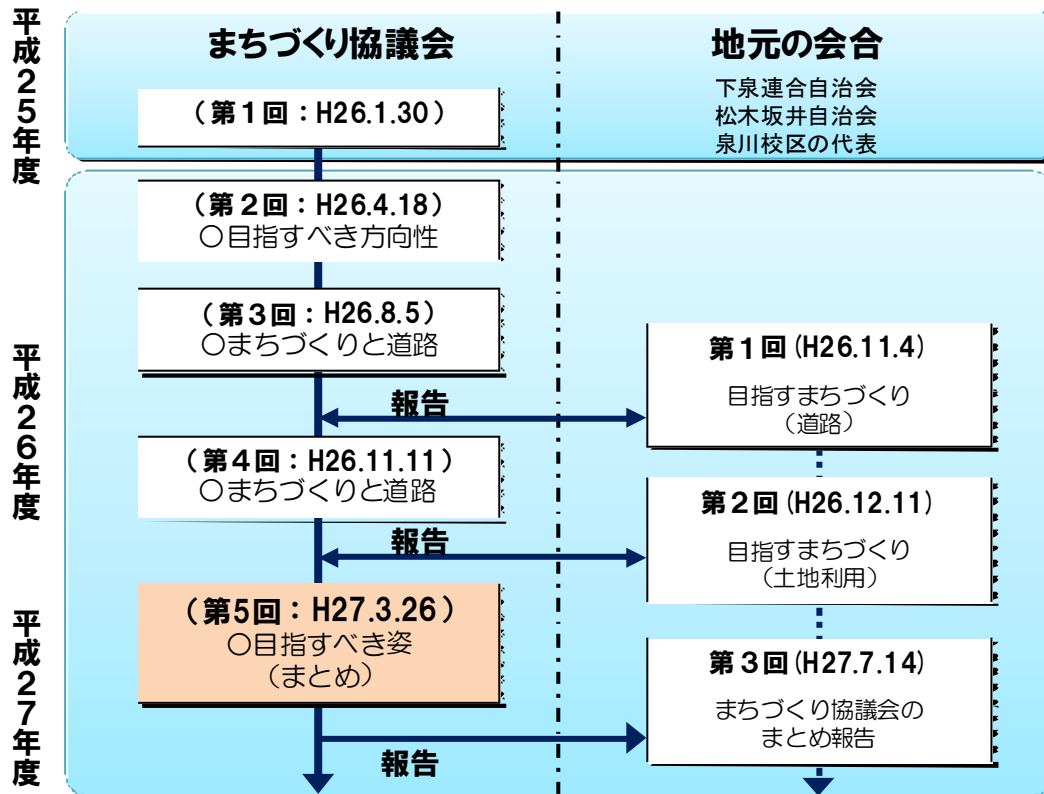 平成25年度
まちづくり協議会
(第1回：H26.1.30)
地元の会合
下泉連合自治会
松木坂井自治会
泉川校区の代表
平成26年度
(第2回：H26.4.18)
○目指すべき方向性
(第3回：H26.8.5)
○まちづくりと道路
第1回(H26.11.4)
目指すまちづくり
(道路)
報告
(第4回：H26.11.11)
○まちづくりと道路
第2回(H26.12.11)
目指すまちづくり
(土地利用)
報告
平成27年度
(第5回：H27.3.26)
○目指すべき姿
(まとめ)
第3回(H27.7.14)
まちづくり協議会の
まとめ報告
報告